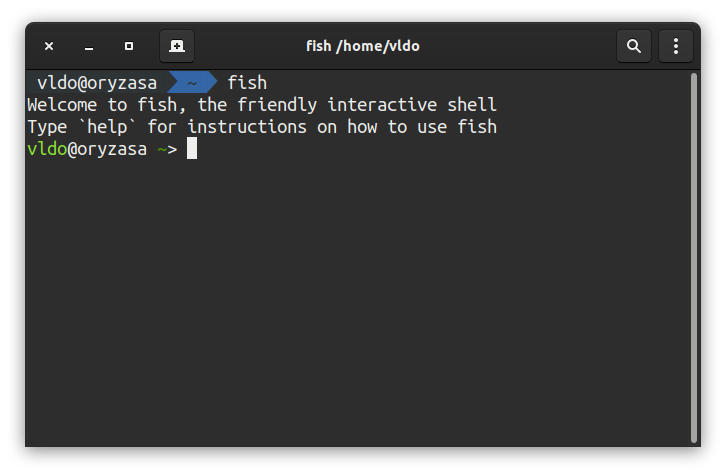 fish /home/vldo
vldo@oryzasa ~ fish
Welcome to fish, the friendly interactive shell
Type `help` for instructions on how to use fish
vldo@oryzasa ~>